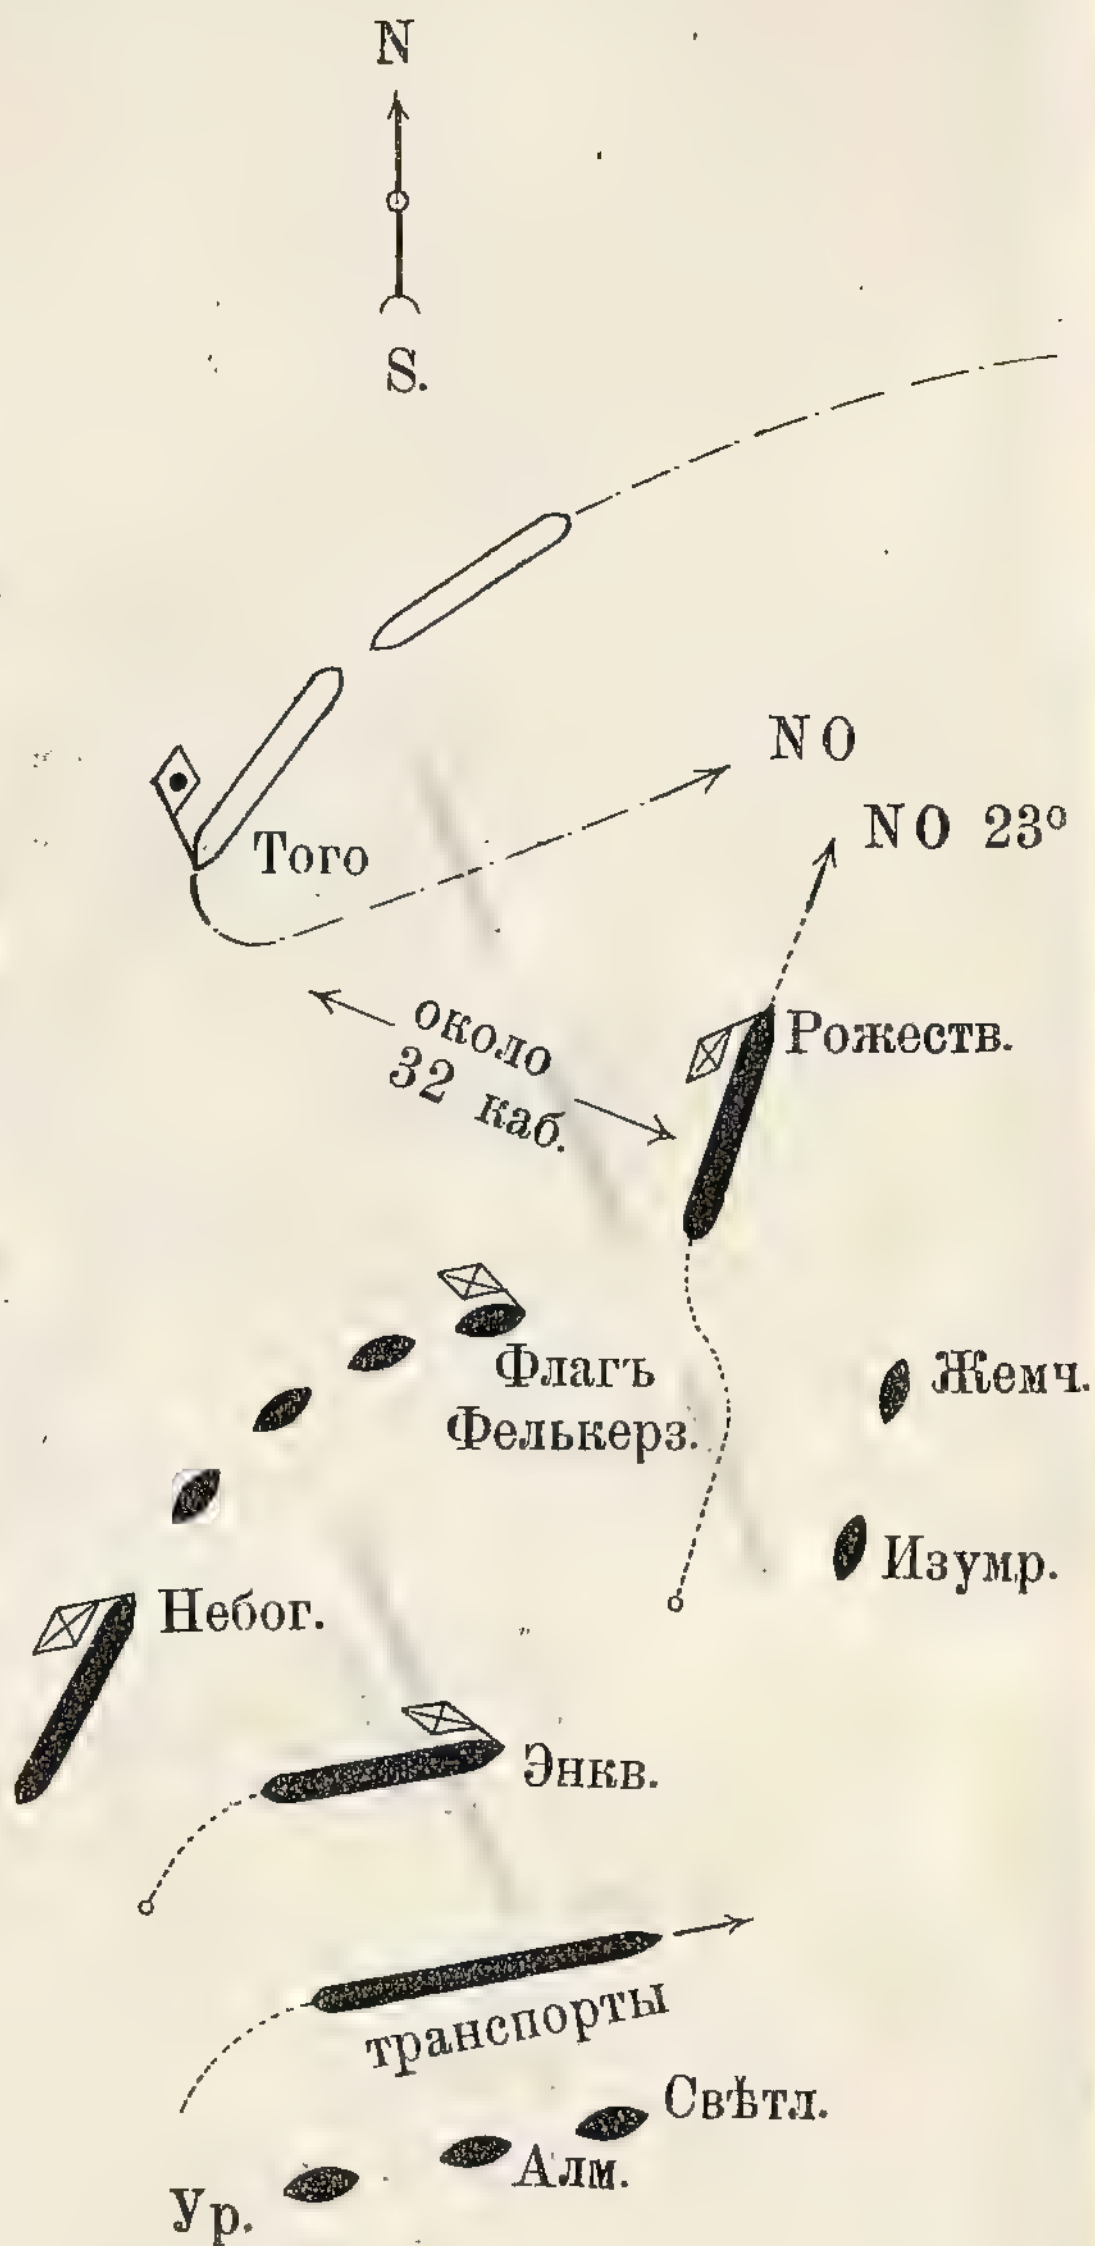 N
S.
NO
NO 23°
Того
около
32 каб.
Рожеств.
Флагъ
Фелькерз.
Жемч.
Изумр.
Небог.
Энкв.
транспорты
Свѣтл.
Алм.
Ур.